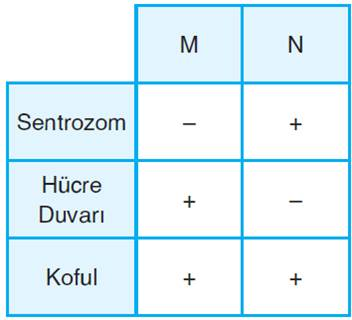 M N
Sentrozom – +
Hücre
Duvarı + –
Koful + +